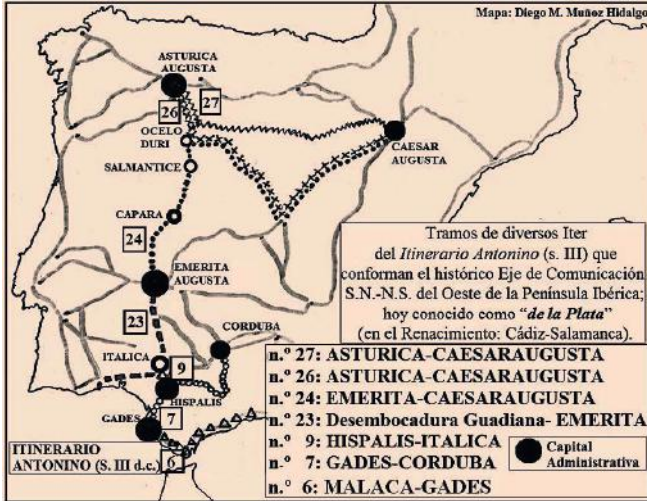 Mapa: Diego M. Muñoz Hidalgo
ASTURICA
AUGUSTA
26
27
OCELO
DURI
CAESAR
AUGUSTA
SALMANTICE
CAPARA
24
EMERITA
AUGUSTA
23
CORDUBA
ITALICA
9
HISPALIS
GADES
7
6
ITINERARIO
ANTONINO (S. III d.c.)
Tramos de diversos Iter
del Itinerario Antonino (s. III) que
conforman el histórico Eje de Comunicación
S.N.-N.S. del Oeste de la Península Ibérica;
hoy conocido como “de la Plata”
(en el Renacimiento: Cádiz-Salamanca).
n.º 27: ASTURICA-CAESARAUGUSTA
n.º 26: ASTURICA-CAESARAUGUSTA
n.º 24: EMERITA-CAESARAUGUSTA
n.º 23: Desembocadura Guadiana- EMERITA
n.º 9: HISPALIS-ITALICA
n.º 7: GADES-CORDUBA
n.º 6: MALACA-GADES
Capital
Administrativa